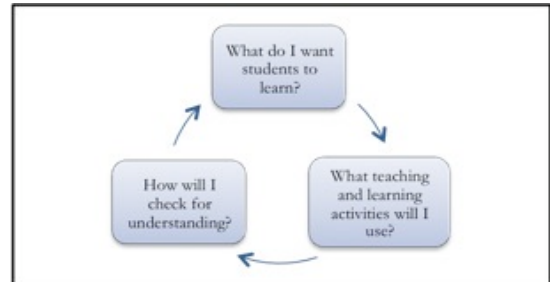 What do I want
students to
learn?
How will I
check for
understanding?
What teaching
and learning
activities will I
use?